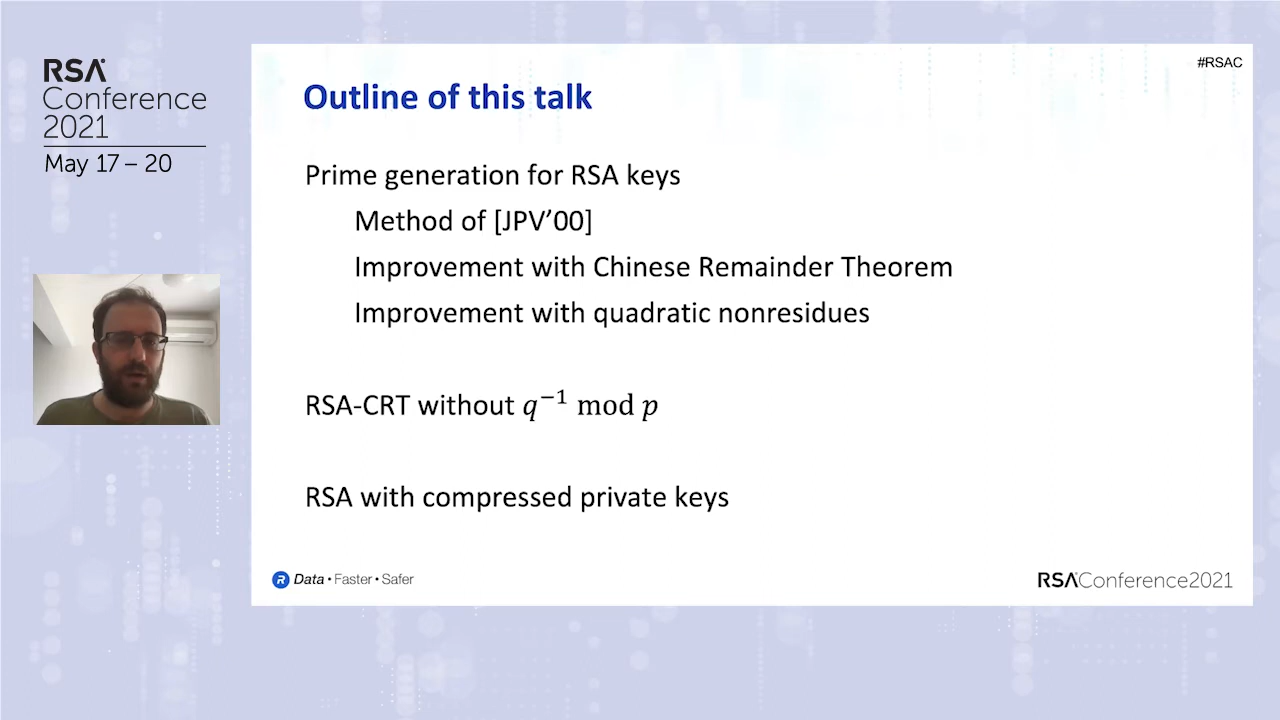 RSA
Conference
2021
May 17 – 20
#RSAC
Outline of this talk
Prime generation for RSA keys
Method of [JPV’00]
Improvement with Chinese Remainder Theorem
Improvement with quadratic nonresidues
RSA-CRT without q⁻¹ mod p
RSA with compressed private keys
R Data • Faster • Safer
RSAConference2021